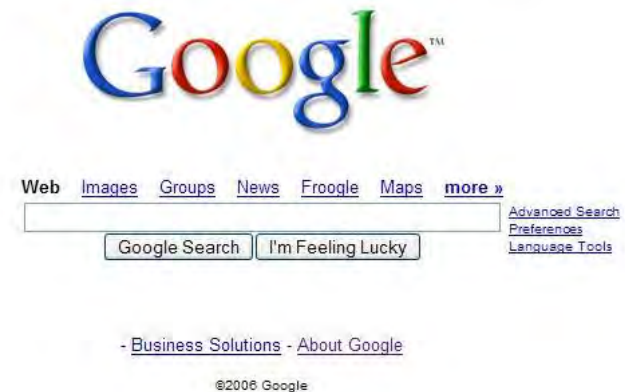 Google™
Web Images Groups News Froogle Maps more »
Advanced Search
Preferences
Language Tools
Google Search I'm Feeling Lucky
- Business Solutions - About Google
©2006 Google